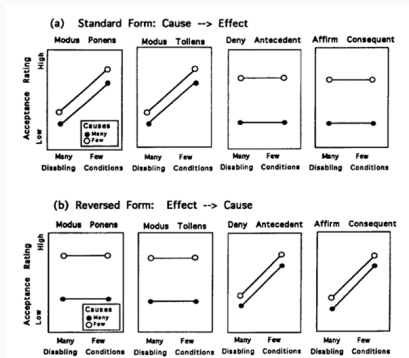 (a) Standard Form: Cause --> Effect
Modus Ponens Modus Tollens Deny Antecedent Affirm Consequent
Acceptance Rating
High
Low
Causes
Many
Few
Many Few Many Few Many Few Many Few
Disabling Conditions Disabling Conditions Disabling Conditions Disabling Conditions
(b) Reversed Form: Effect --> Cause
Modus Ponens Modus Tollens Deny Antecedent Affirm Consequent
Acceptance Rating
High
Low
Causes
Many
Few
Many Few Many Few Many Few Many Few
Disabling Conditions Disabling Conditions Disabling Conditions Disabling Conditions